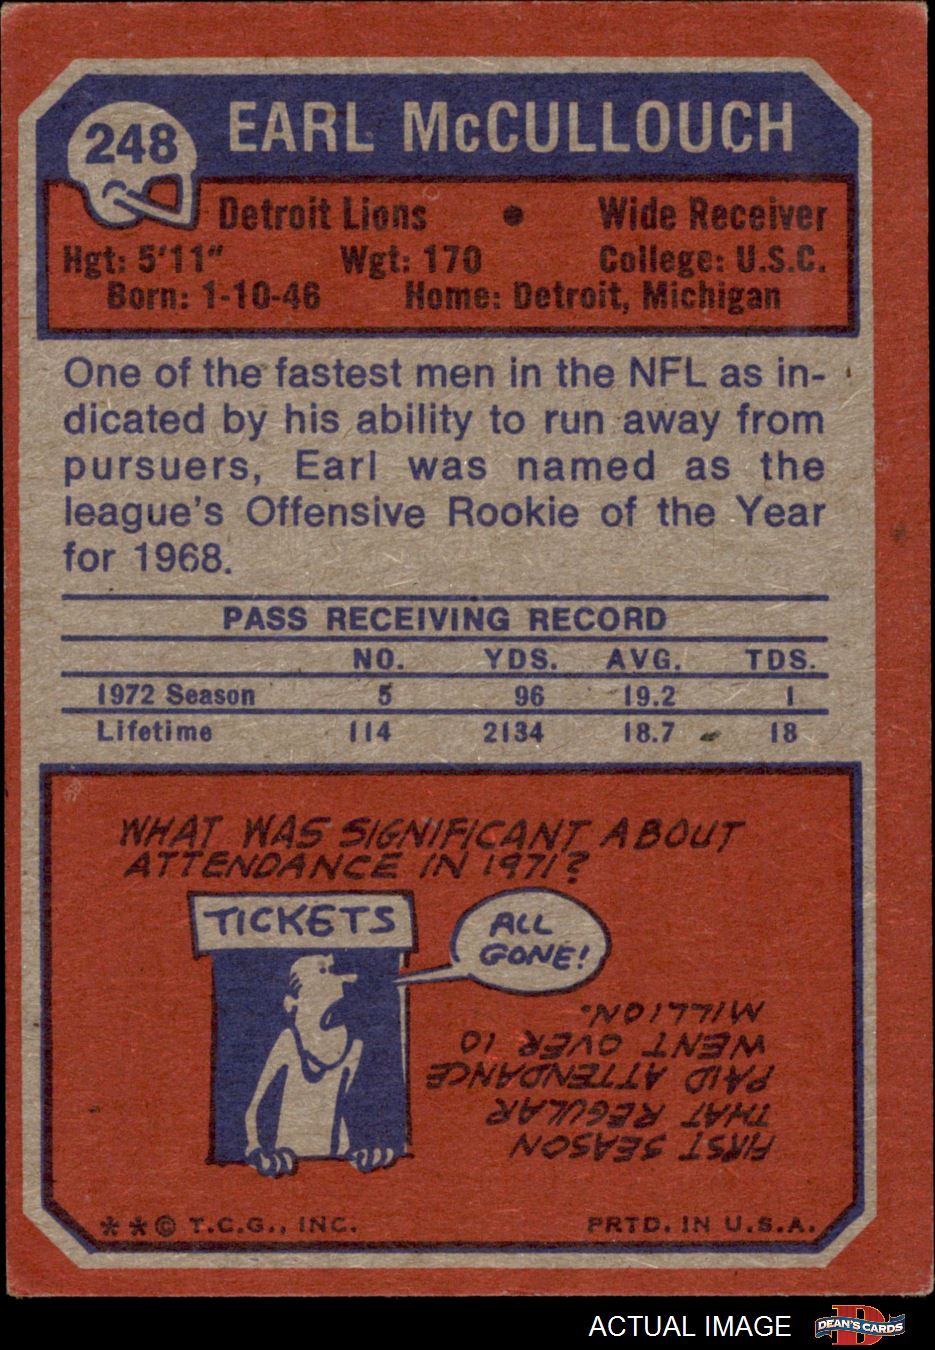 248
EARL McCULLOUCH
Detroit Lions • Wide Receiver
Hgt: 5'11" Wgt: 170 College: U.S.C.
Born: 1-10-46 Home: Detroit, Michigan
One of the fastest men in the NFL as in-
dicated by his ability to run away from
pursuers, Earl was named as the
league's Offensive Rookie of the Year
for 1968.
PASS RECEIVING RECORD
NO. YDS. AVG. TDS.
1972 Season 5 96 19.2 1
Lifetime 114 2134 18.7 18
WHAT WAS SIGNIFICANT ABOUT
ATTENDANCE IN 1971?
TICKETS
ALL
GONE!
FIRST SEASON
THAT REGULAR
PAID ATTENDANCE
WENT OVER 10
MILLION.
**© T.C.G., INC. PRTD. IN U.S.A.
ACTUAL IMAGE
DEAN'S CARDS